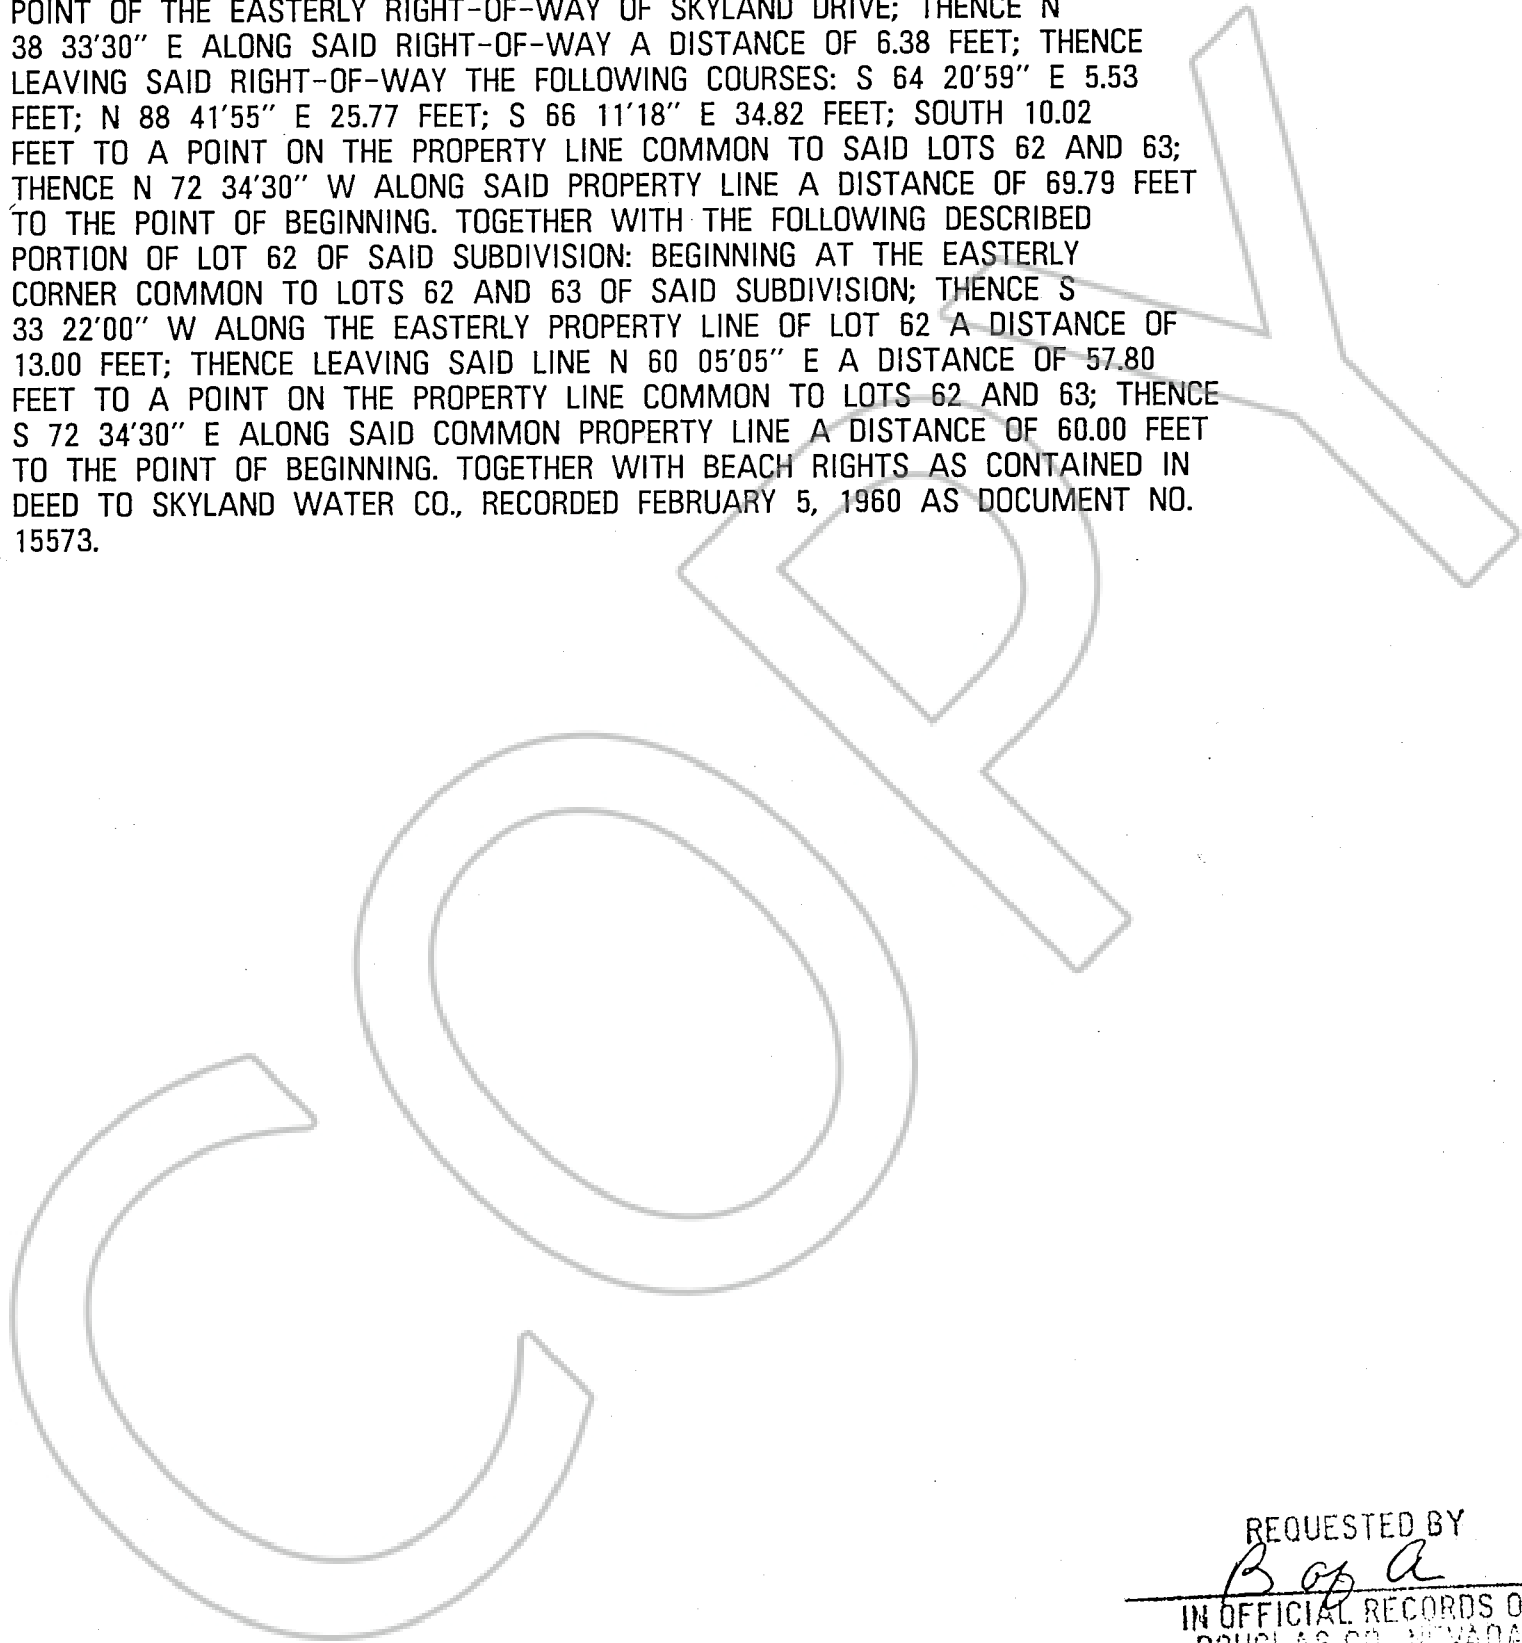 POINT OF THE EASTERLY RIGHT-OF-WAY OF SKYLAND DRIVE; THENCE N
38 33'30" E ALONG SAID RIGHT-OF-WAY A DISTANCE OF 6.38 FEET; THENCE
LEAVING SAID RIGHT-OF-WAY THE FOLLOWING COURSES: S 64 20'59" E 5.53
FEET; N 88 41'55" E 25.77 FEET; S 66 11'18" E 34.82 FEET; SOUTH 10.02
FEET TO A POINT ON THE PROPERTY LINE COMMON TO SAID LOTS 62 AND 63;
THENCE N 72 34'30" W ALONG SAID PROPERTY LINE A DISTANCE OF 69.79 FEET
TO THE POINT OF BEGINNING. TOGETHER WITH THE FOLLOWING DESCRIBED
PORTION OF LOT 62 OF SAID SUBDIVISION: BEGINNING AT THE EASTERLY
CORNER COMMON TO LOTS 62 AND 63 OF SAID SUBDIVISION; THENCE S
33 22'00" W ALONG THE EASTERLY PROPERTY LINE OF LOT 62 A DISTANCE OF
13.00 FEET; THENCE LEAVING SAID LINE N 60 05'05" E A DISTANCE OF 57.80
FEET TO A POINT ON THE PROPERTY LINE COMMON TO LOTS 62 AND 63; THENCE
S 72 34'30" E ALONG SAID COMMON PROPERTY LINE A DISTANCE OF 60.00 FEET
TO THE POINT OF BEGINNING. TOGETHER WITH BEACH RIGHTS AS CONTAINED IN
DEED TO SKYLAND WATER CO., RECORDED FEBRUARY 5, 1960 AS DOCUMENT NO.
15573.
COPY
REQUESTED BY
B of A
IN OFFICIAL RECORDS O
DOUGLAS CO. NEVADA